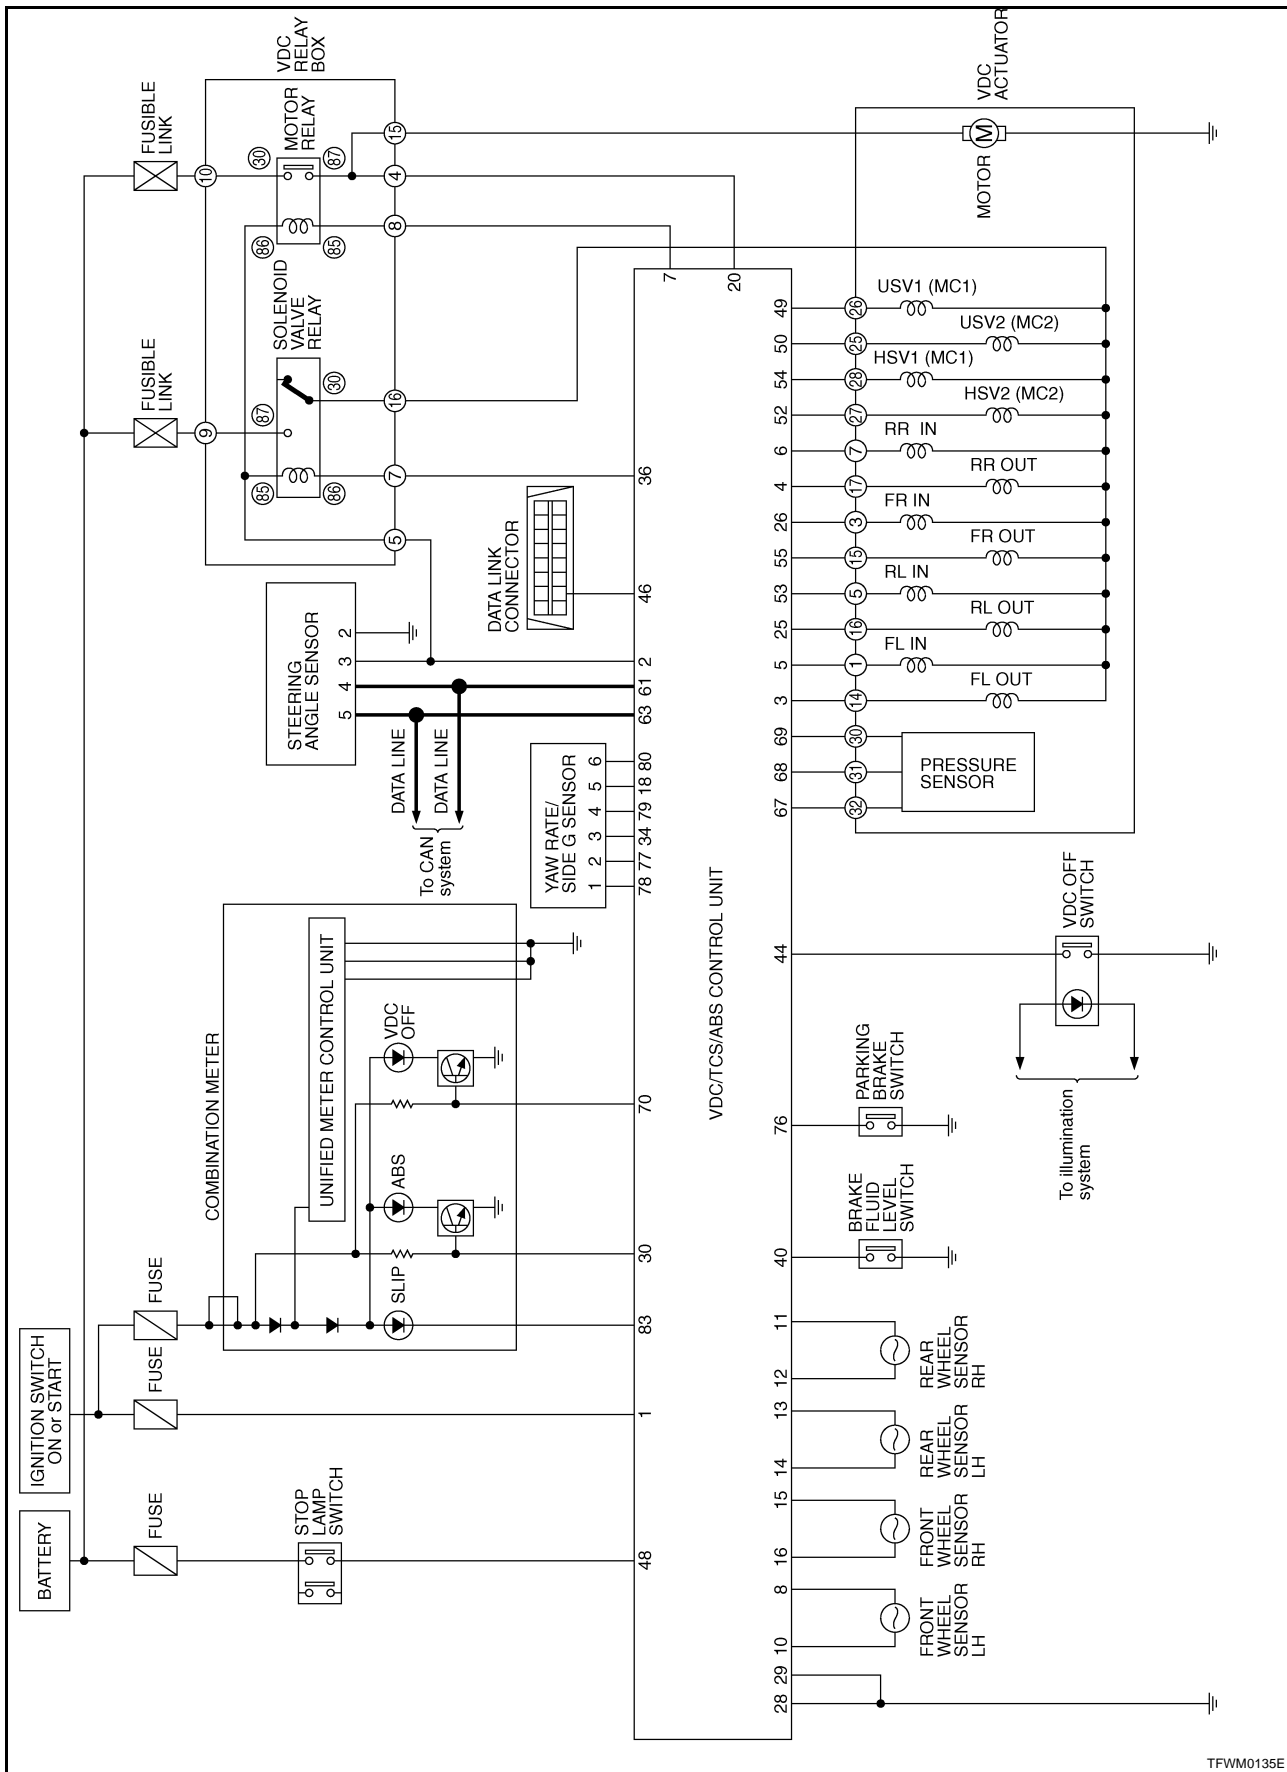 BATTERY
IGNITION SWITCH
ON or START
FUSE
FUSE
FUSE
FUSIBLE
LINK
FUSIBLE
LINK
STOP
LAMP
SWITCH
COMBINATION METER
UNIFIED METER CONTROL UNIT
SLIP
ABS
VDC
OFF
To CAN
system
DATA LINE
DATA LINE
YAW RATE/
SIDE G SENSOR
1 2 3 4 5 6
STEERING
ANGLE SENSOR
5 4 3 2
DATA LINK
CONNECTOR
VDC
RELAY
BOX
SOLENOID
VALVE
RELAY
MOTOR
RELAY
9
10
87
30
85
86
30
87
86
85
5
7
16
8
4
15
48
1
83
30
70
78 77 34 79 18 80
63
61
2
46
36
7
20
VDC/TCS/ABS CONTROL UNIT
28
29
10
8
16
15
14
13
12
11
40
76
44
67
68
69
3
5
25
53
55
26
4
6
52
54
50
49
FRONT
WHEEL
SENSOR
LH
FRONT
WHEEL
SENSOR
RH
REAR
WHEEL
SENSOR
LH
REAR
WHEEL
SENSOR
RH
BRAKE
FLUID
LEVEL
SWITCH
PARKING
BRAKE
SWITCH
To illumination
system
VDC OFF
SWITCH
32
31
30
14
1
16
5
15
3
17
7
27
28
25
26
PRESSURE
SENSOR
FL OUT
FL IN
RL OUT
RL IN
FR OUT
FR IN
RR OUT
RR IN
HSV2 (MC2)
HSV1 (MC1)
USV2 (MC2)
USV1 (MC1)
MOTOR
M
VDC
ACTUATOR
TFWM0135E